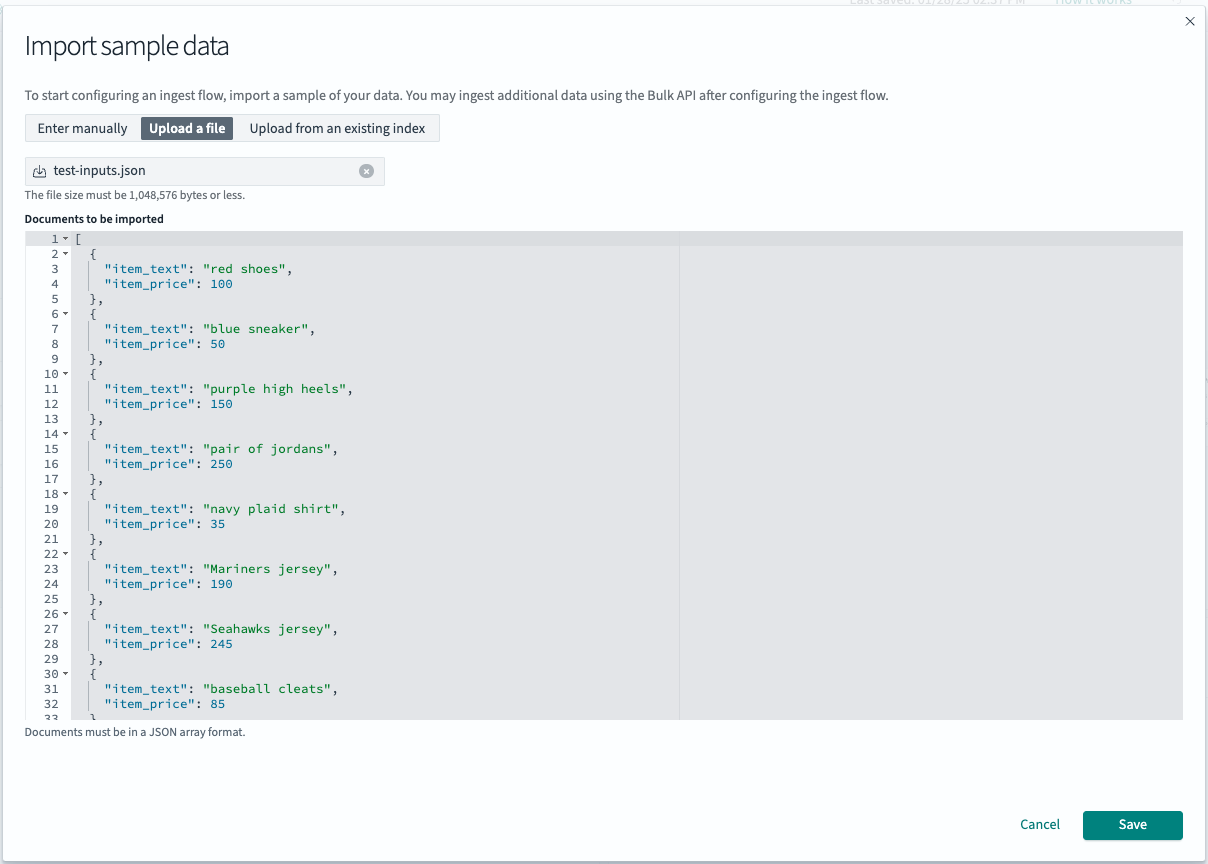 Import sample data
To start configuring an ingest flow, import a sample of your data. You may ingest additional data using the Bulk API after configuring the ingest flow.
Enter manually Upload a file Upload from an existing index
test-inputs.json
The file size must be 1,048,576 bytes or less.
Documents to be imported
1 [
2 {
3 "item_text": "red shoes",
4 "item_price": 100
5 },
6 {
7 "item_text": "blue sneaker",
8 "item_price": 50
9 },
10 {
11 "item_text": "purple high heels",
12 "item_price": 150
13 },
14 {
15 "item_text": "pair of jordans",
16 "item_price": 250
17 },
18 {
19 "item_text": "navy plaid shirt",
20 "item_price": 35
21 },
22 {
23 "item_text": "Mariners jersey",
24 "item_price": 190
25 },
26 {
27 "item_text": "Seahawks jersey",
28 "item_price": 245
29 },
30 {
31 "item_text": "baseball cleats",
32 "item_price": 85
33 }
Documents must be in a JSON array format.
Cancel Save